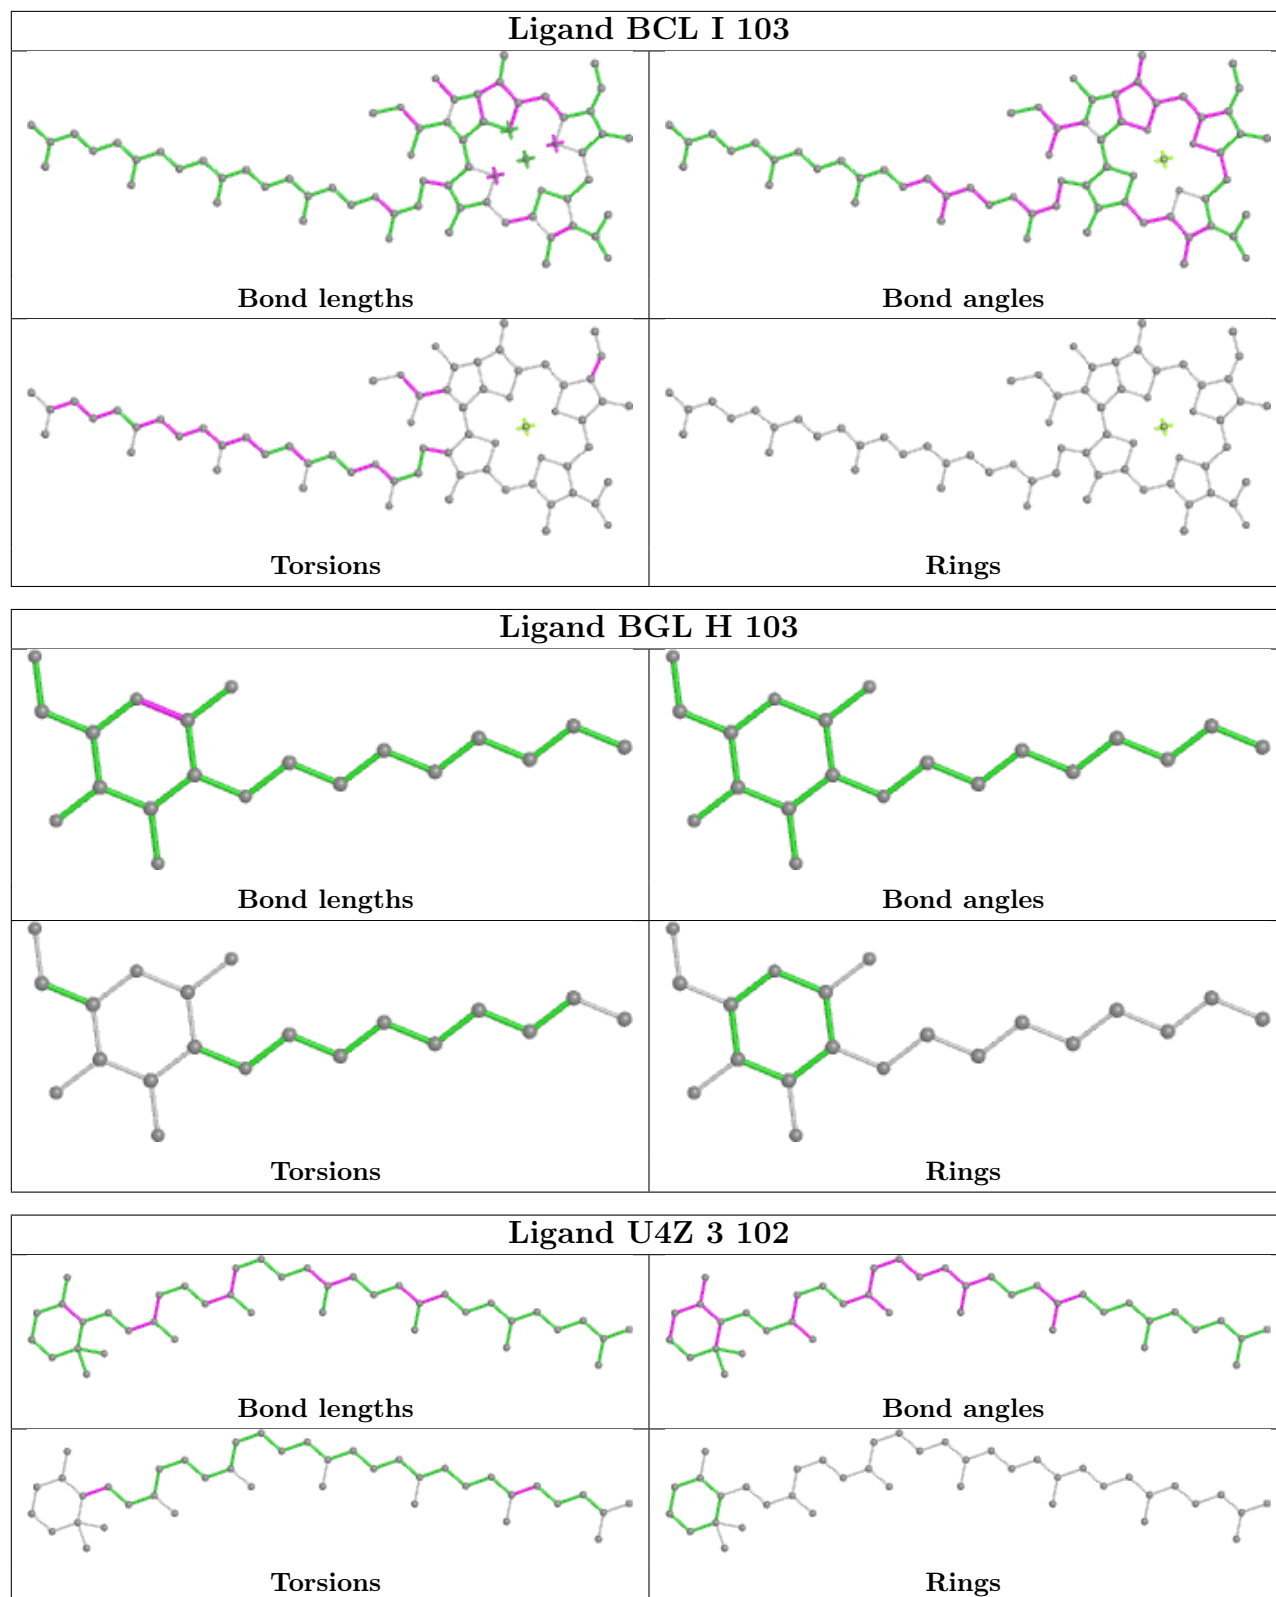 Ligand BCL I 103
Bond lengths
Bond angles
Torsions
Rings
Ligand BGL H 103
Bond lengths
Bond angles
Torsions
Rings
Ligand U4Z 3 102
Bond lengths
Bond angles
Torsions
Rings